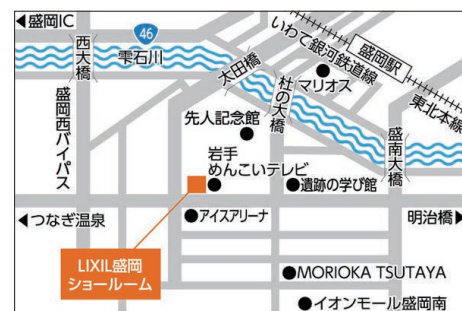 ◀盛岡IC
46
西大橋
雫石川
太田橋
いわて銀河鉄道線
盛岡駅
マリオス
東北本線
盛岡西バイパス
杜の大橋
先人記念館
盛南大橋
岩手
めんこいテレビ
遺跡の学び館
◀つなぎ温泉
アイスアリーナ
明治橋▶
LIXIL盛岡
ショールーム
MORIOKA TSUTAYA
イオンモール盛岡南